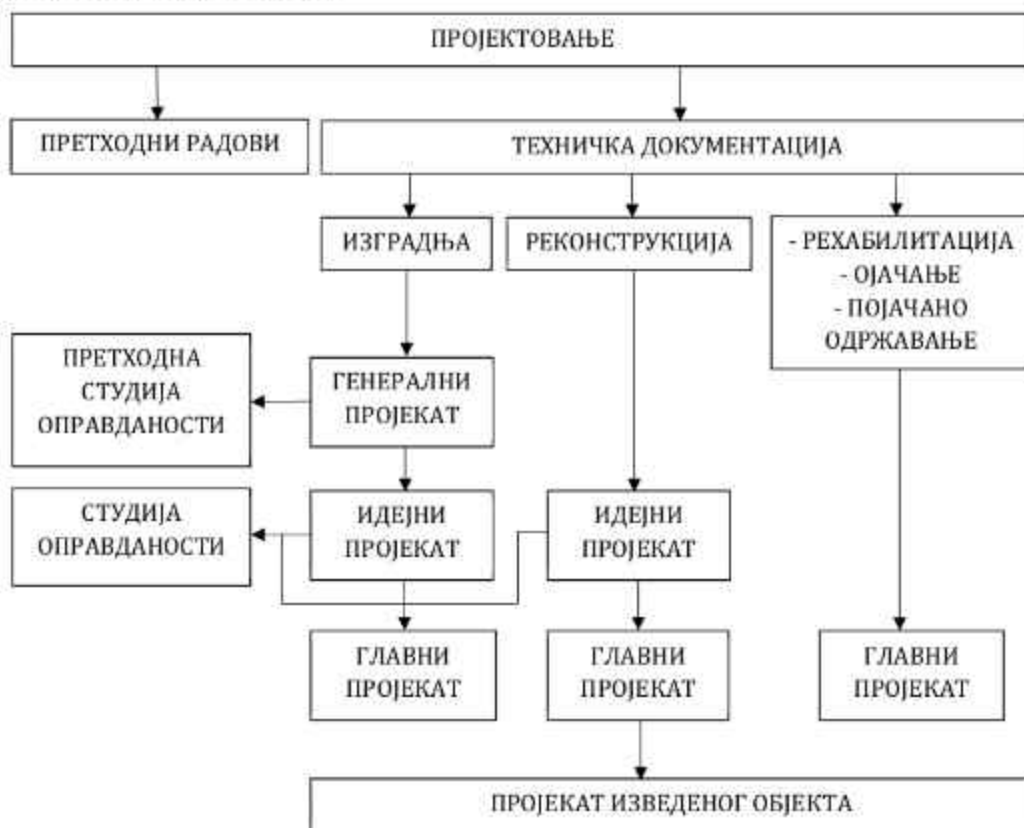 ПРОЈЕКТОВАЊЕ
ПРЕТХОДНИ РАДОВИ
ТЕХНИЧКА ДОКУМЕНТАЦИЈА
ИЗГРАДЊА
РЕКОНСТРУКЦИЈА
- РЕХАБИЛИТАЦИЈА
- ОЈАЧАЊЕ
- ПОЈАЧАНО
ОДРЖАВАЊЕ
ПРЕТХОДНА
СТУДИЈА
ОПРАВДАНОСТИ
ГЕНЕРАЛНИ
ПРОЈЕКАТ
СТУДИЈА
ОПРАВДАНОСТИ
ИДЕЈНИ
ПРОЈЕКАТ
ИДЕЈНИ
ПРОЈЕКАТ
ГЛАВНИ
ПРОЈЕКАТ
ГЛАВНИ
ПРОЈЕКАТ
ГЛАВНИ
ПРОЈЕКАТ
ПРОЈЕКАТ ИЗВЕДЕНОГ ОБЈЕКТА